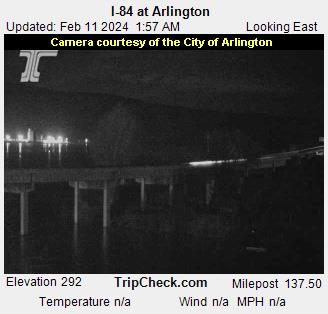 I-84 at Arlington
Updated: Feb 11 2024 1:57 AM Looking East
Camera courtesy of the City of Arlington
Elevation 292 TripCheck.com Milepost 137.50
Temperature n/a Wind n/a MPH n/a